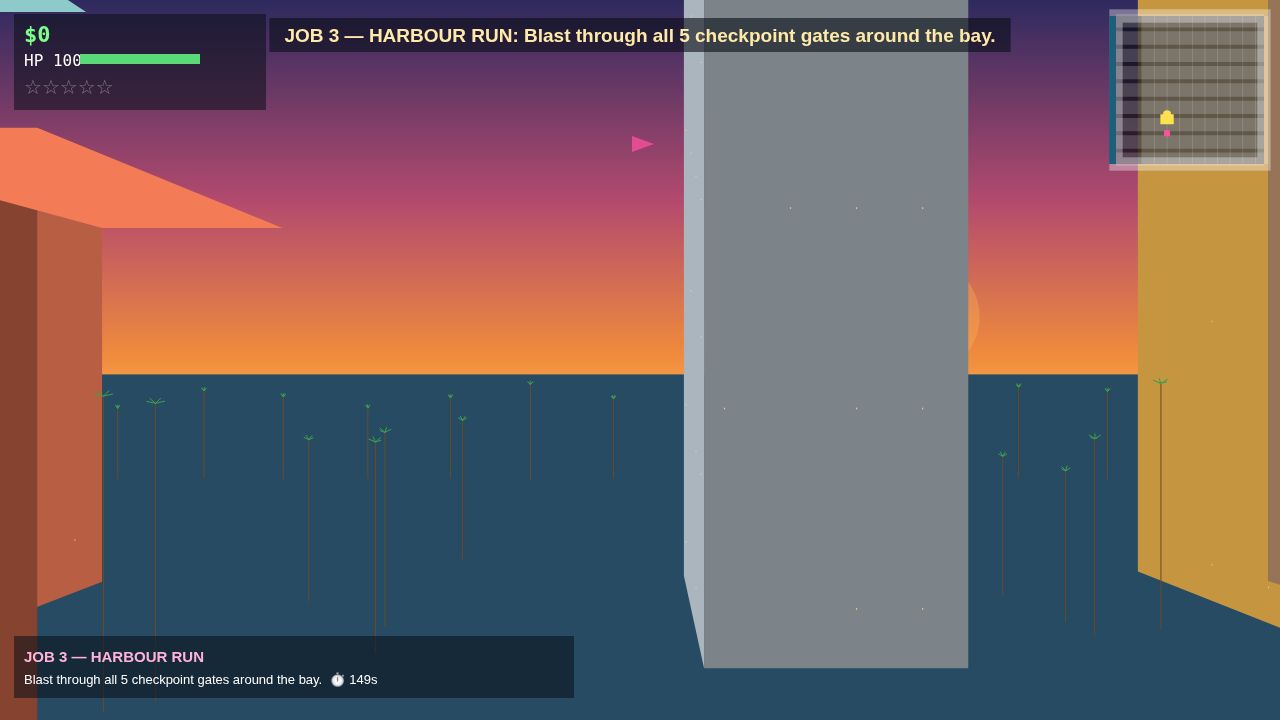 $0
JOB 3 — HARBOUR RUN: Blast through all 5 checkpoint gates around the bay.
HP 100
☆☆☆☆☆
JOB 3 — HARBOUR RUN
Blast through all 5 checkpoint gates around the bay. ⏱ 149s